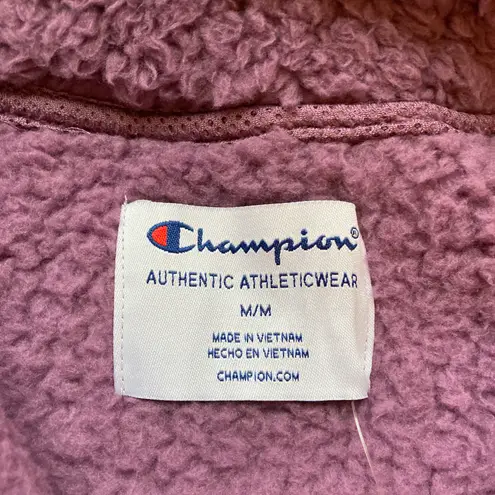 Champion®
AUTHENTIC ATHLETICWEAR
M/M
MADE IN VIETNAM
HECHO EN VIETNAM
CHAMPION.COM